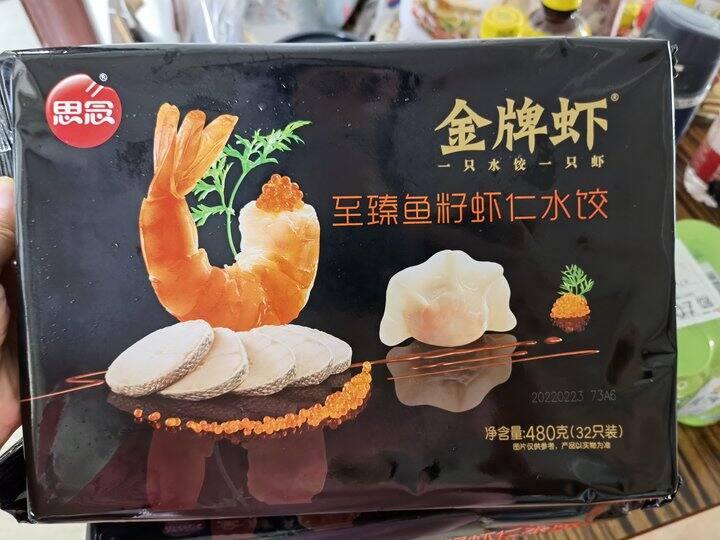 思念®
金牌虾®
一只水饺一只虾
至臻鱼籽虾仁水饺
20220223 73A6
净含量:480克(32只装)
图片仅供参考，产品以实物为准